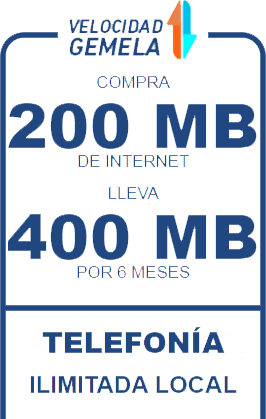 VELOCIDAD
GEMELA
COMPRA
200 MB
DE INTERNET
LLEVA
400 MB
POR 6 MESES
TELEFONÍA
ILIMITADA LOCAL